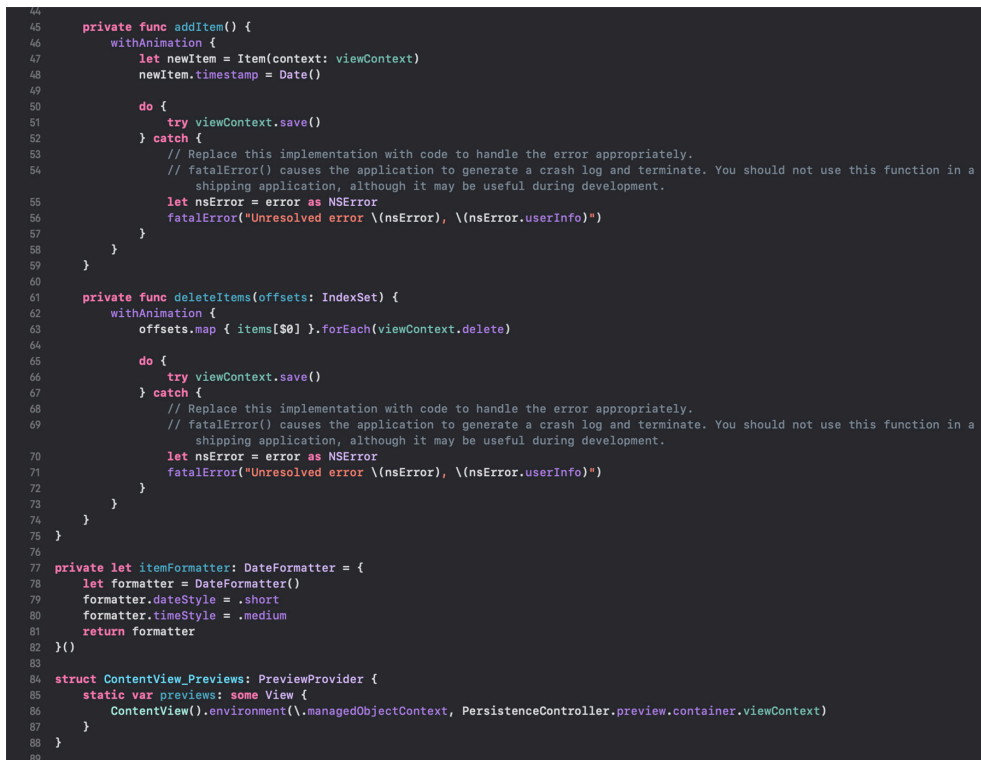 44
45 private func addItem() {
46 withAnimation {
47 let newItem = Item(context: viewContext)
48 newItem.timestamp = Date()
49
50 do {
51 try viewContext.save()
52 } catch {
53 // Replace this implementation with code to handle the error appropriately.
54 // fatalError() causes the application to generate a crash log and terminate. You should not use this function in a
shipping application, although it may be useful during development.
55 let nsError = error as NSError
56 fatalError("Unresolved error \(nsError), \(nsError.userInfo)")
57 }
58 }
59 }
60
61 private func deleteItems(offsets: IndexSet) {
62 withAnimation {
63 offsets.map { items[$0] }.forEach(viewContext.delete)
64
65 do {
66 try viewContext.save()
67 } catch {
68 // Replace this implementation with code to handle the error appropriately.
69 // fatalError() causes the application to generate a crash log and terminate. You should not use this function in a
shipping application, although it may be useful during development.
70 let nsError = error as NSError
71 fatalError("Unresolved error \(nsError), \(nsError.userInfo)")
72 }
73 }
74 }
75 }
76
77 private let itemFormatter: DateFormatter = {
78 let formatter = DateFormatter()
79 formatter.dateStyle = .short
80 formatter.timeStyle = .medium
81 return formatter
82 }()
83
84 struct ContentView_Previews: PreviewProvider {
85 static var previews: some View {
86 ContentView().environment(\.managedObjectContext, PersistenceController.preview.container.viewContext)
87 }
88 }
89